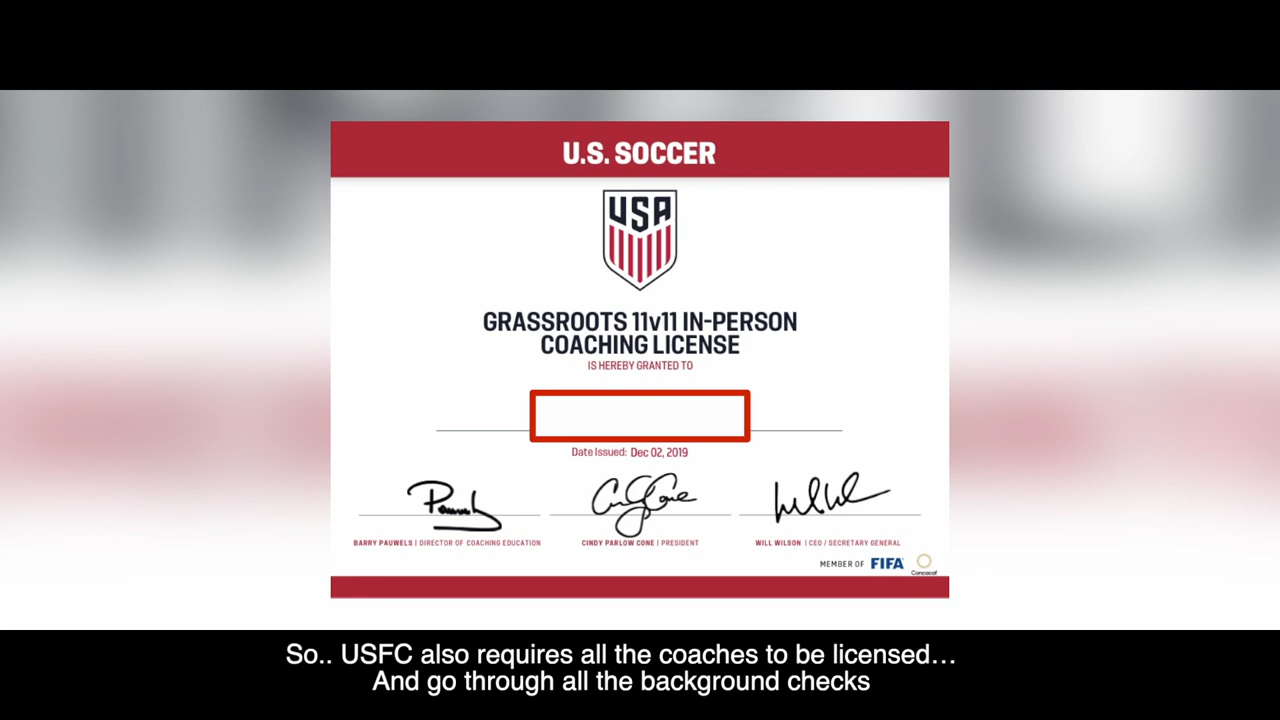 U.S. SOCCER
USA
GRASSROOTS 11v11 IN-PERSON
COACHING LICENSE
IS HEREBY GRANTED TO
Date Issued: Dec 02, 2019
BARRY PAUWELS | DIRECTOR OF COACHING EDUCATION
CINDY PARLOW CONE | PRESIDENT
WILL WILSON | CEO / SECRETARY GENERAL
MEMBER OF FIFA Concacaf
So.. USFC also requires all the coaches to be licensed…
And go through all the background checks